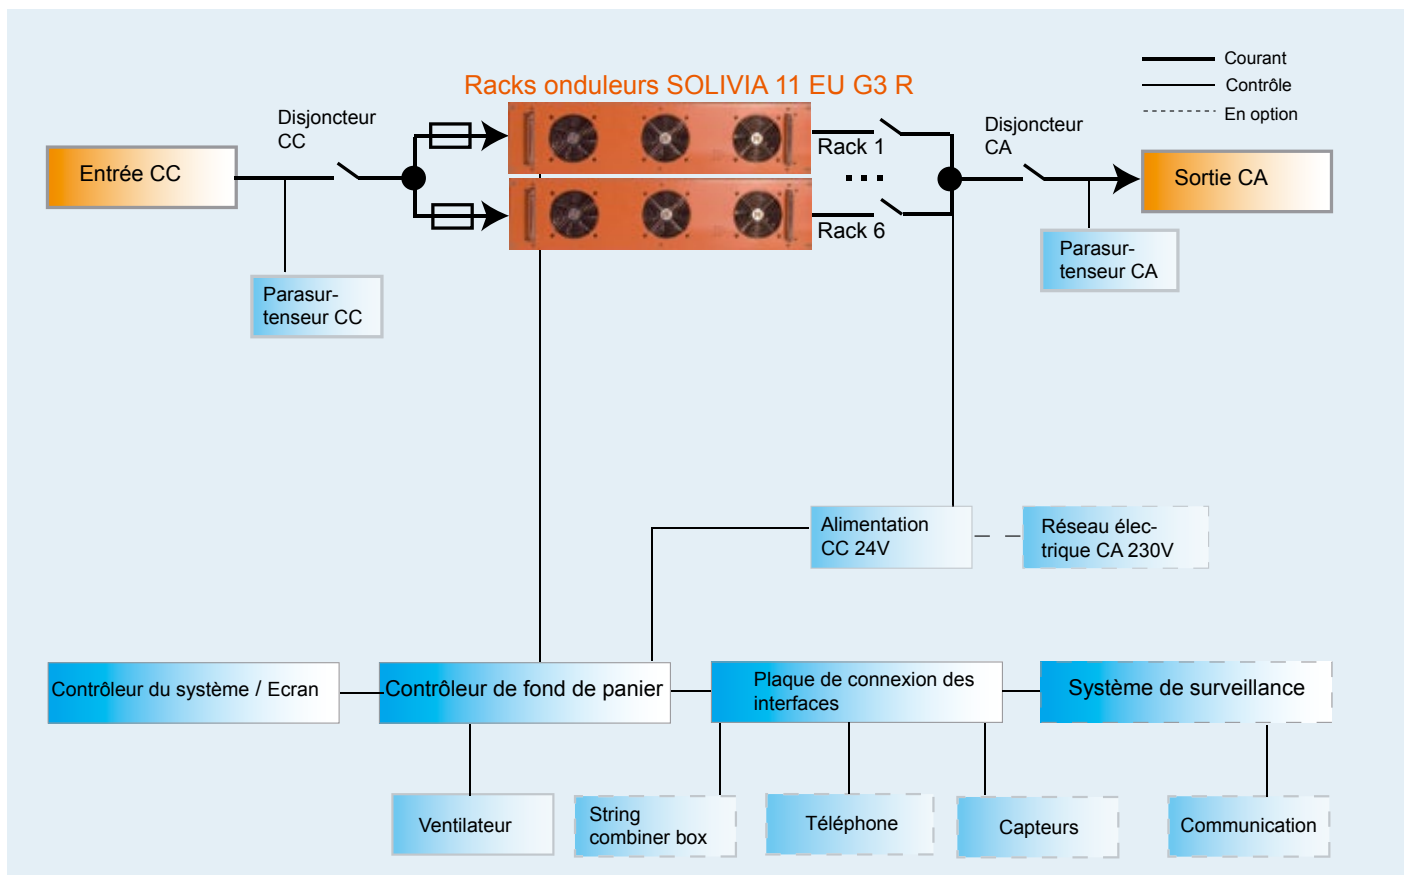 Racks onduleurs SOLIVIA 11 EU G3 R
Courant
Contrôle
En option
Disjoncteur
CC
Entrée CC
Rack 1
Rack 6
Disjoncteur
CA
Sortie CA
Parasur-
tenseur CC
Parasur-
tenseur CA
Alimentation
CC 24V
Réseau élec-
trique CA 230V
Contrôleur du système / Ecran
Contrôleur de fond de panier
Plaque de connexion des
interfaces
Système de surveillance
Ventilateur
String
combiner box
Téléphone
Capteurs
Communication